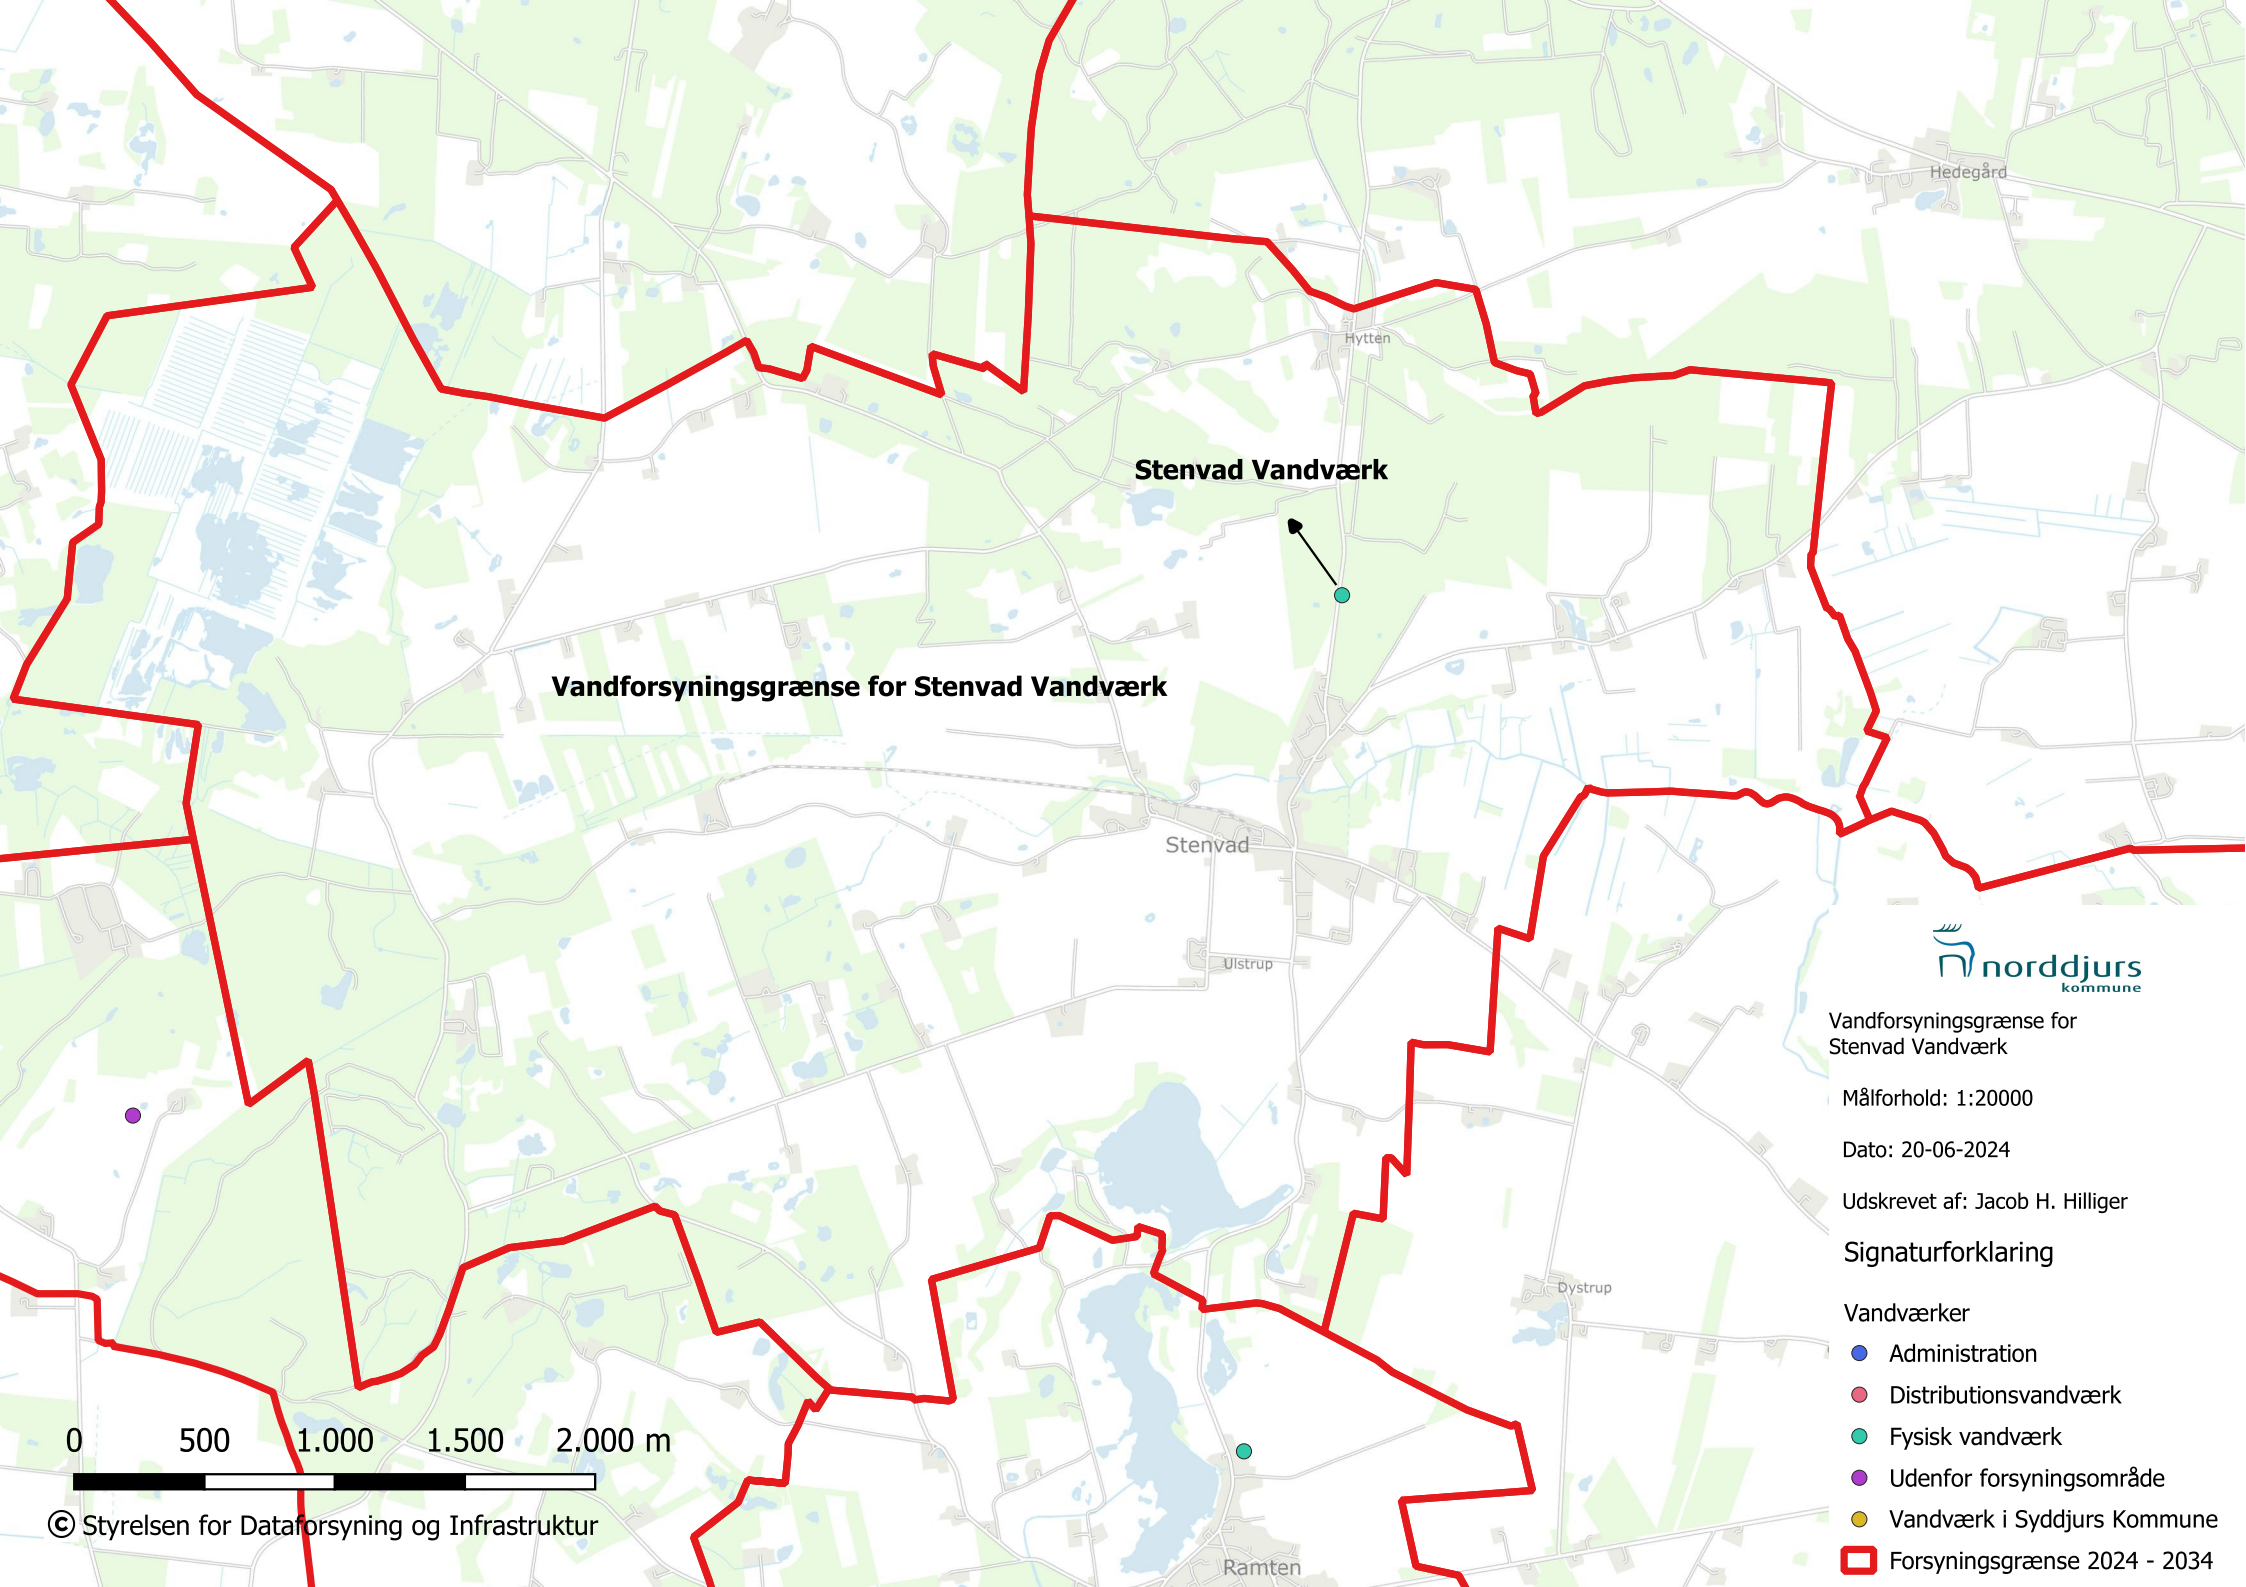 Hedegård
Hytten
Stenvad Vandværk
Vandforsyningsgrænse for Stenvad Vandværk
Stenvad
Ulstrup
norddjurs
kommune
Vandforsyningsgrænse for
Stenvad Vandværk
Målforhold: 1:20000
Dato: 20-06-2024
Udskrevet af: Jacob H. Hilliger
Signaturforklaring
Dystrup
Vandværker
Administration
Distributionsvandværk
Fysisk vandværk
Udenfor forsyningsområde
Vandværk i Syddjurs Kommune
Forsyningsgrænse 2024 - 2034
0 500 1.000 1.500 2.000 m
© Styrelsen for Dataforsyning og Infrastruktur
Ramten